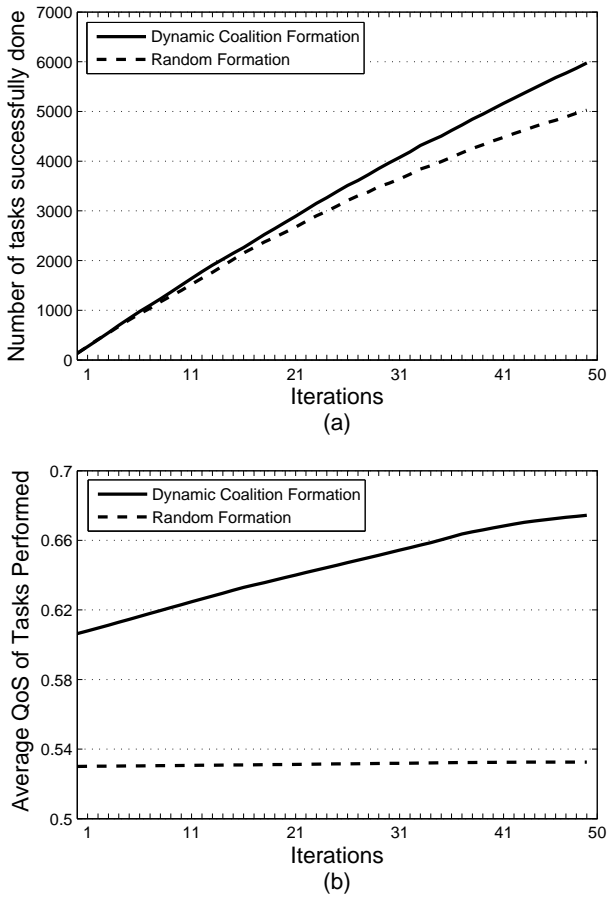 7000
6000
5000
4000
3000
2000
1000
0
Number of tasks successfully done
Dynamic Coalition Formation
Random Formation
1 11 21 31 41 50
Iterations
(a)
0.7
0.66
0.62
0.58
0.54
0.5
Average QoS of Tasks Performed
Dynamic Coalition Formation
Random Formation
1 11 21 31 41 50
Iterations
(b)